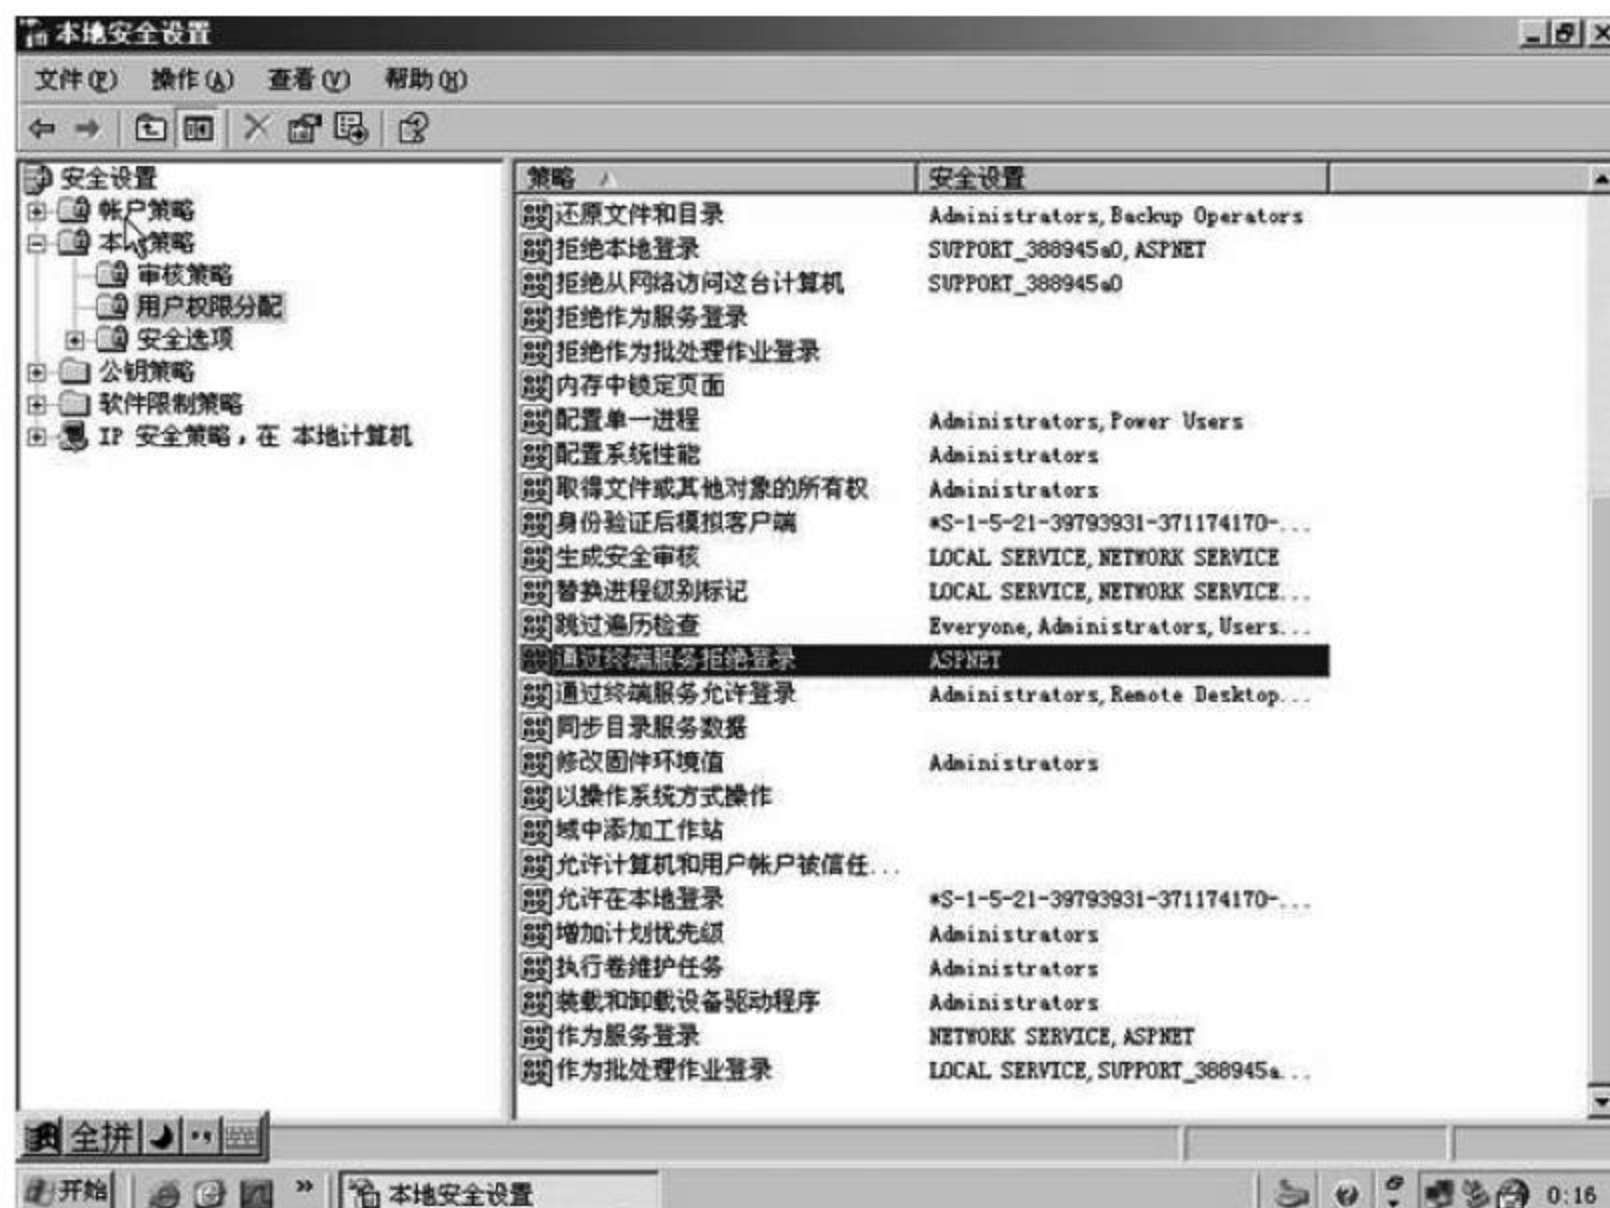 本地安全设置
文件(F) 操作(A) 查看(V) 帮助(H)
安全设置
帐户策略
本 策略
审核策略
用户权限分配
安全选项
公钥策略
软件限制策略
IP 安全策略，在 本地计算机
策略 安全设置
还原文件和目录 Administrators,Backup Operators
拒绝本地登录 SUPPORT_388945a0,ASPNET
拒绝从网络访问这台计算机 SUPPORT_388945a0
拒绝作为服务登录
拒绝作为批处理作业登录
内存中锁定页面
配置单一进程 Administrators,Power Users
配置系统性能 Administrators
取得文件或其他对象的所有权 Administrators
身份验证后模拟客户端 *S-1-5-21-39793931-371174170-...
生成安全审核 LOCAL SERVICE,NETWORK SERVICE
替换进程级别标记 LOCAL SERVICE,NETWORK SERVICE...
跳过遍历检查 Everyone,Administrators,Users...
通过终端服务拒绝登录 ASPNET
通过终端服务允许登录 Administrators,Remote Desktop...
同步目录服务数据
修改固件环境值 Administrators
以操作系统方式操作
域中添加工作站
允许计算机和用户帐户被信任...
允许在本地登录 *S-1-5-21-39793931-371174170-...
增加计划优先级 Administrators
执行卷维护任务 Administrators
装载和卸载设备驱动程序 Administrators
作为服务登录 NETWORK SERVICE,ASPNET
作为批处理作业登录 LOCAL SERVICE,SUPPORT_388945a...
全拼
开始 » 本地安全设置 0:16